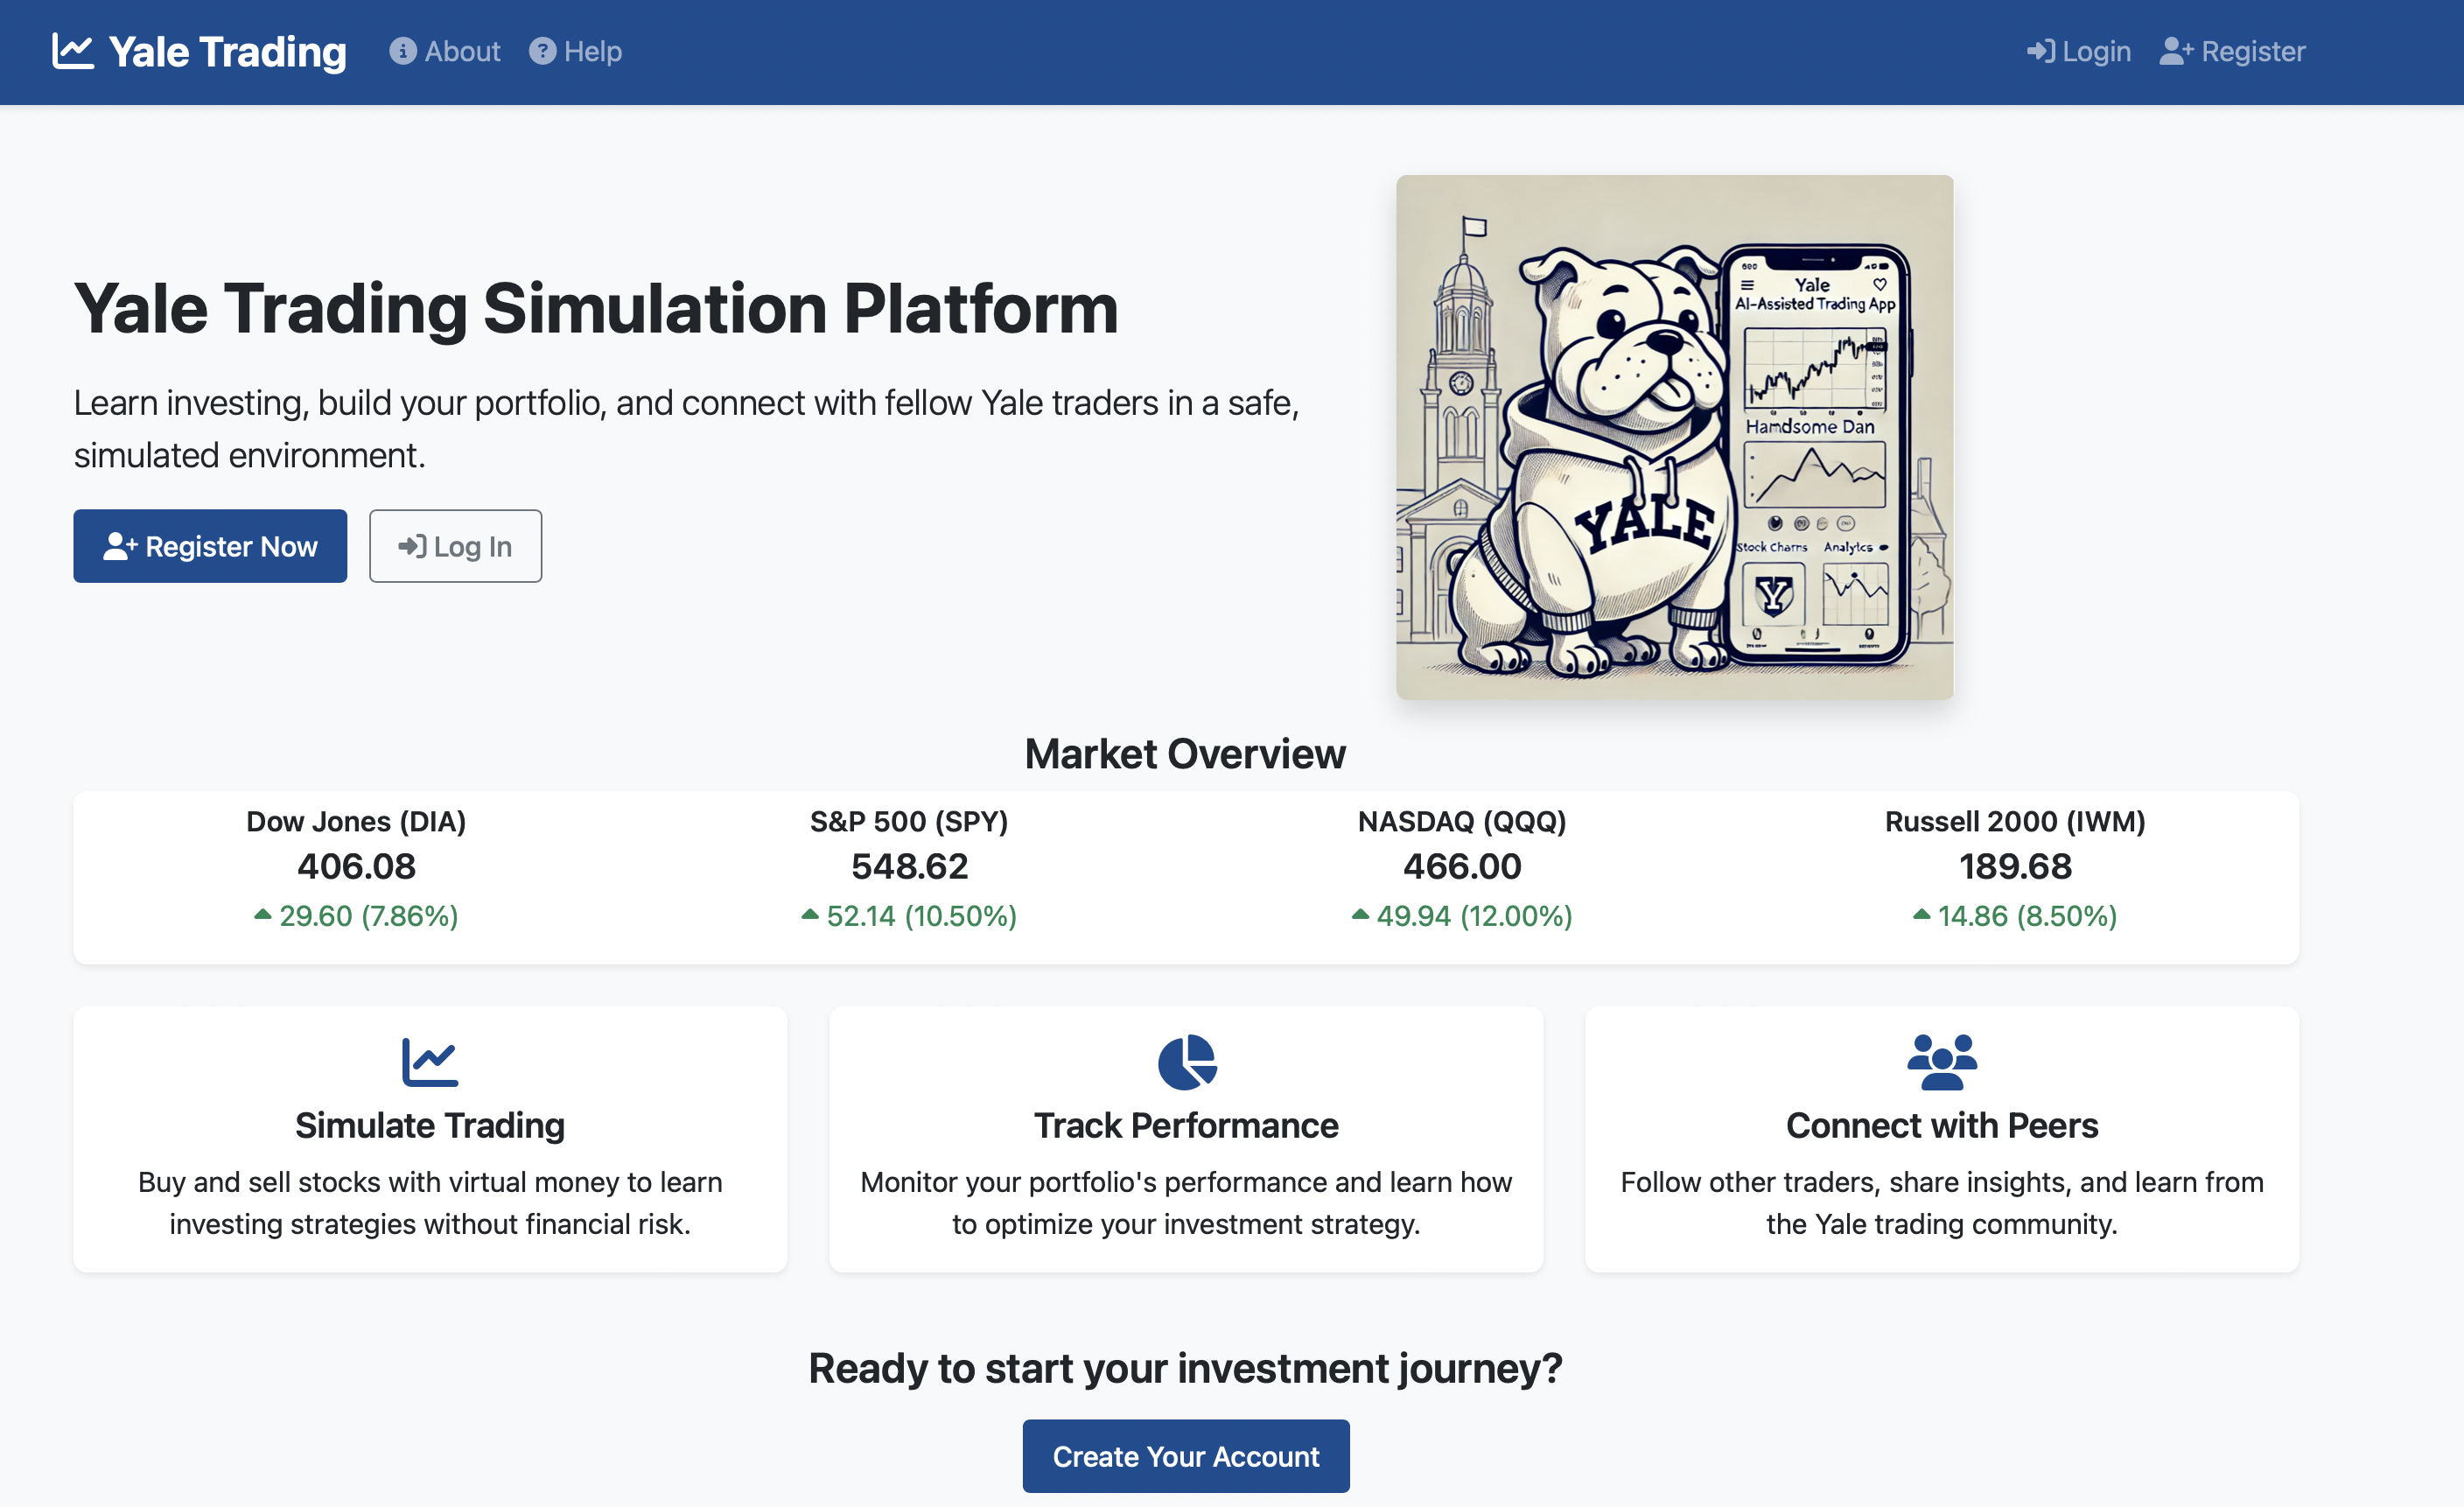 Yale Trading
About
Help
Login
Register
Yale Trading Simulation Platform
Learn investing, build your portfolio, and connect with fellow Yale traders in a safe,
simulated environment.
Register Now
Log In
Yale
AI-Assisted Trading App
Hamdsome Dan
Stock Charns
Analytcs
YALE
Y
Market Overview
Dow Jones (DIA)
406.08
29.60 (7.86%)
S&P 500 (SPY)
548.62
52.14 (10.50%)
NASDAQ (QQQ)
466.00
49.94 (12.00%)
Russell 2000 (IWM)
189.68
14.86 (8.50%)
Simulate Trading
Buy and sell stocks with virtual money to learn
investing strategies without financial risk.
Track Performance
Monitor your portfolio's performance and learn how
to optimize your investment strategy.
Connect with Peers
Follow other traders, share insights, and learn from
the Yale trading community.
Ready to start your investment journey?
Create Your Account